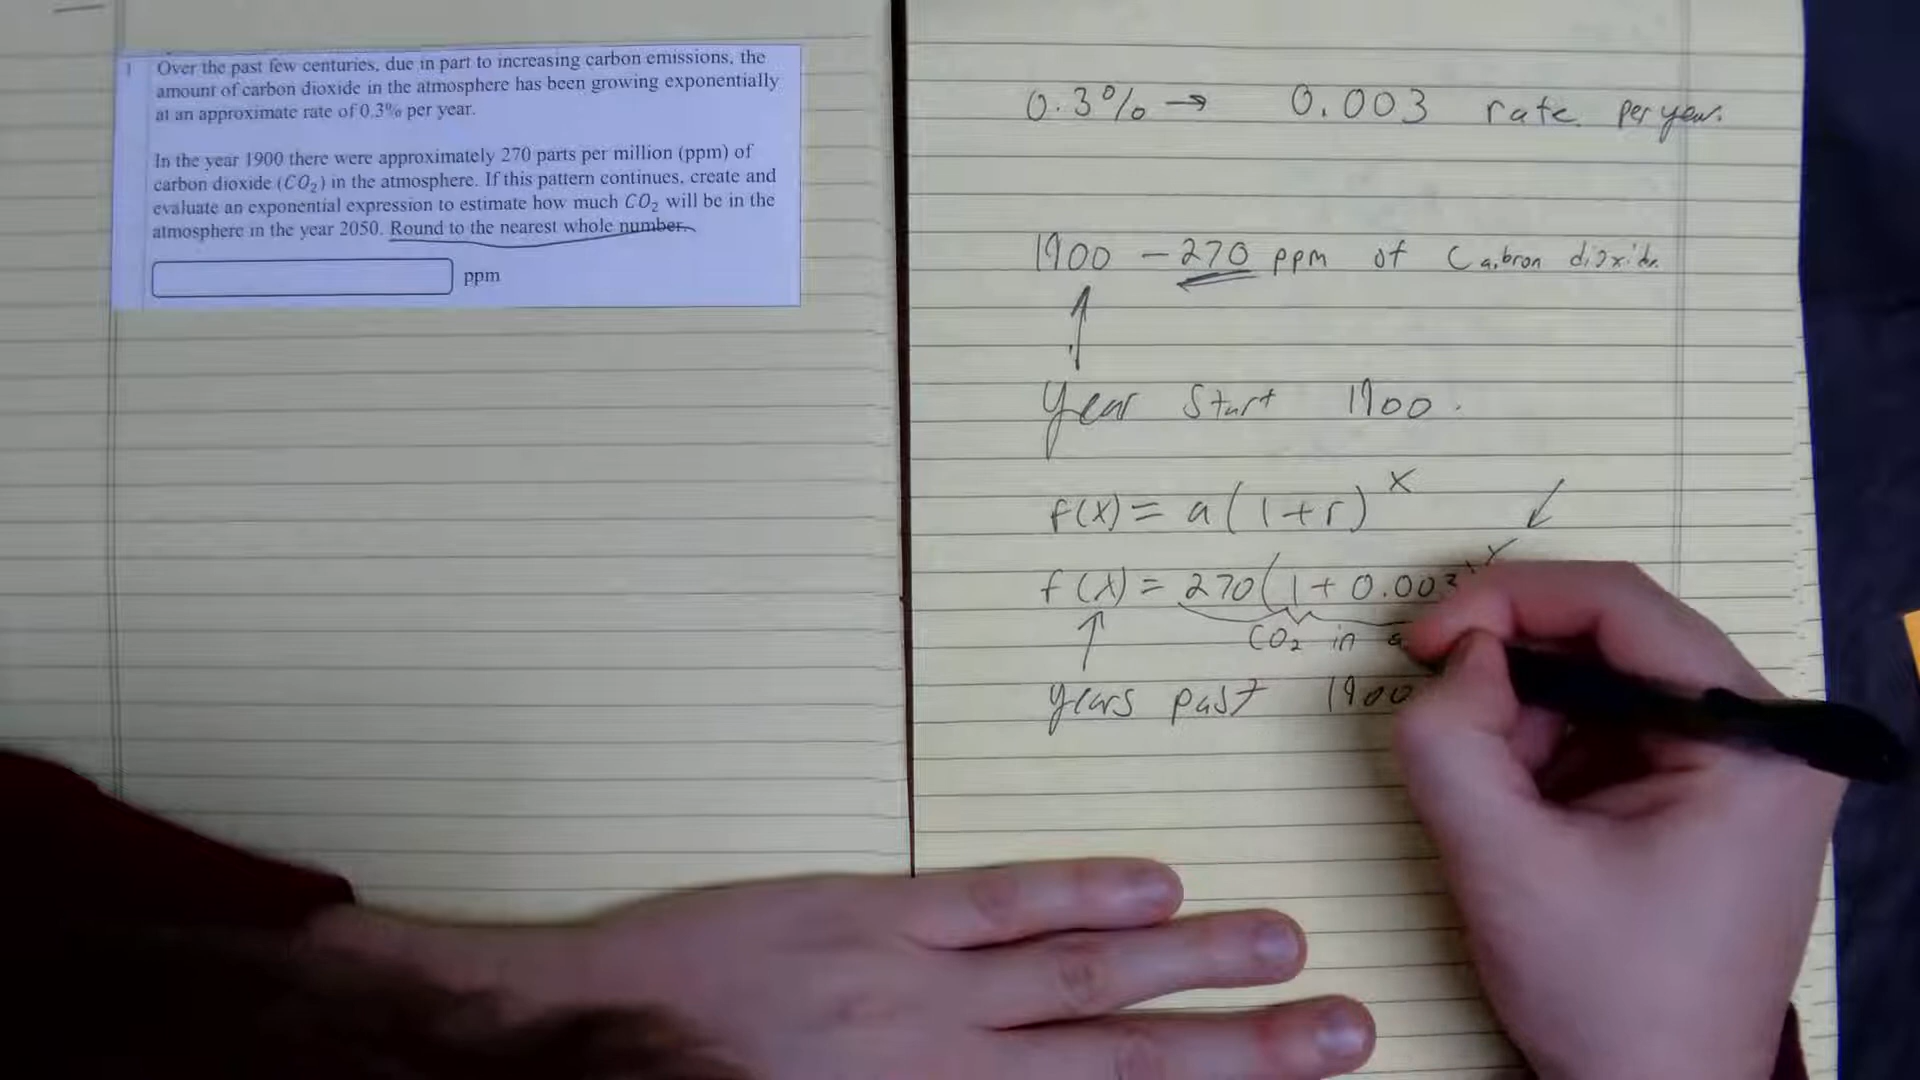 1 Over the past few centuries, due in part to increasing carbon emissions, the
amount of carbon dioxide in the atmosphere has been growing exponentially
at an approximate rate of 0.3% per year.
In the year 1900 there were approximately 270 parts per million (ppm) of
carbon dioxide (CO₂) in the atmosphere. If this pattern continues, create and
evaluate an exponential expression to estimate how much CO₂ will be in the
atmosphere in the year 2050. Round to the nearest whole number.
ppm
0.3% → 0.003 rate per year.
1900 - 270 ppm of Cabron dioxide
year start 1900.
f(x) = a(1+r)^x
f(x) = 270(1+0.003)^x
CO₂ in
years past 1900